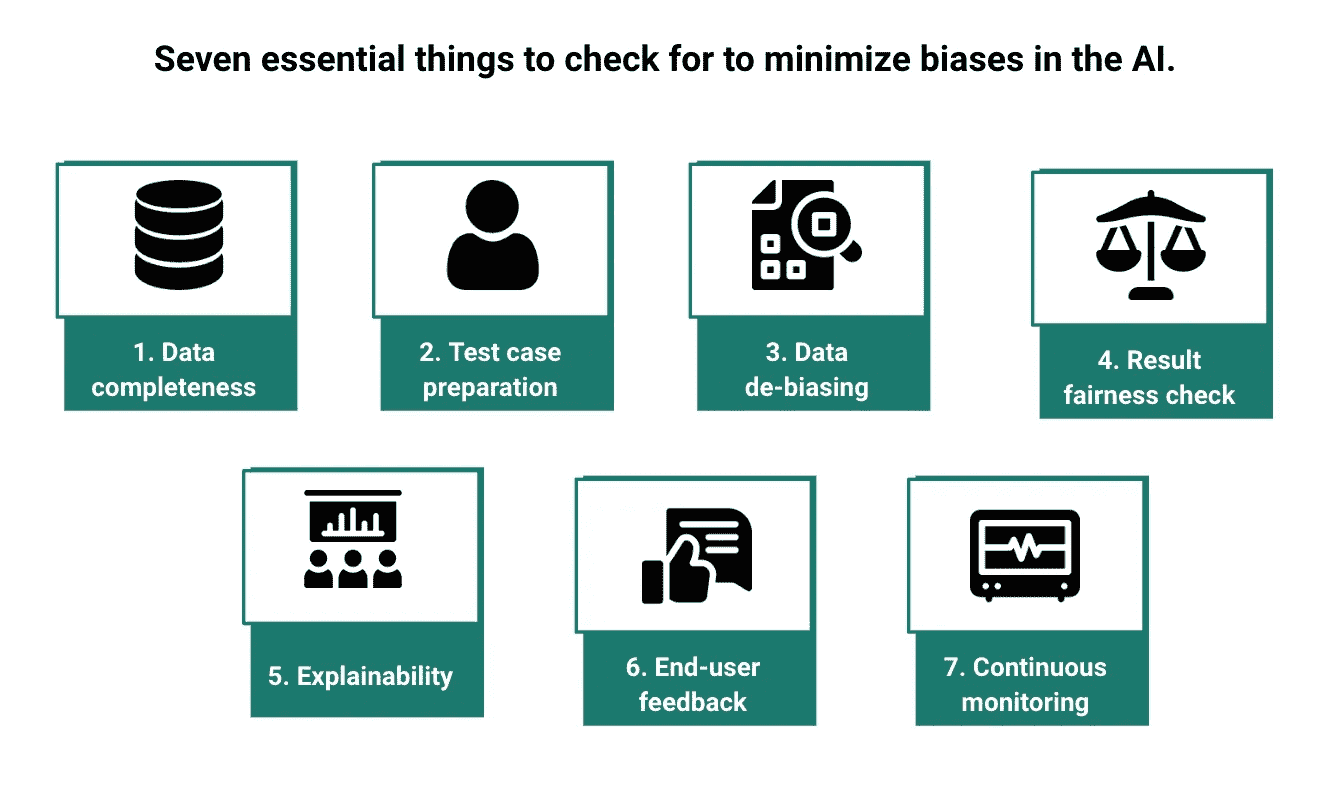 Seven essential things to check for to minimize biases in the AI.
1. Data
completeness
2. Test case
preparation
3. Data
de-biasing
4. Result
fairness check
5. Explainability
6. End-user
feedback
7. Continuous
monitoring